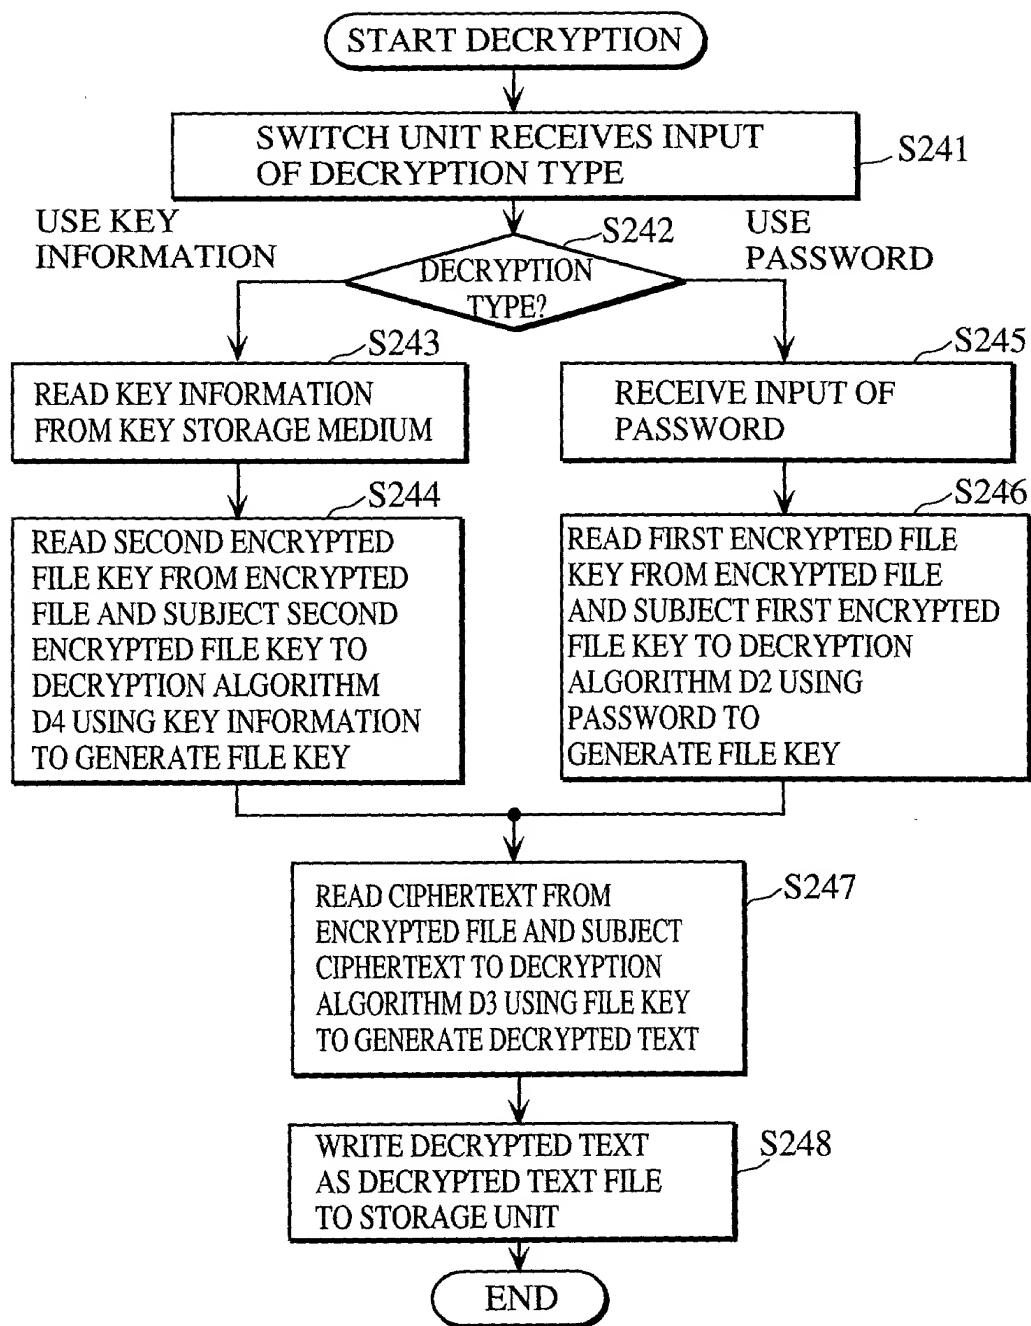 START DECRYPTION
SWITCH UNIT RECEIVES INPUT
OF DECRYPTION TYPE
S241
USE KEY
INFORMATION
S242
USE
PASSWORD
DECRYPTION
TYPE?
S243
READ KEY INFORMATION
FROM KEY STORAGE MEDIUM
S245
RECEIVE INPUT OF
PASSWORD
S244
READ SECOND ENCRYPTED
FILE KEY FROM ENCRYPTED
FILE AND SUBJECT SECOND
ENCRYPTED FILE KEY TO
DECRYPTION ALGORITHM
D4 USING KEY INFORMATION
TO GENERATE FILE KEY
S246
READ FIRST ENCRYPTED FILE
KEY FROM ENCRYPTED FILE
AND SUBJECT FIRST ENCRYPTED
FILE KEY TO DECRYPTION
ALGORITHM D2 USING
PASSWORD TO
GENERATE FILE KEY
S247
READ CIPHERTEXT FROM
ENCRYPTED FILE AND SUBJECT
CIPHERTEXT TO DECRYPTION
ALGORITHM D3 USING FILE KEY
TO GENERATE DECRYPTED TEXT
S248
WRITE DECRYPTED TEXT
AS DECRYPTED TEXT FILE
TO STORAGE UNIT
END